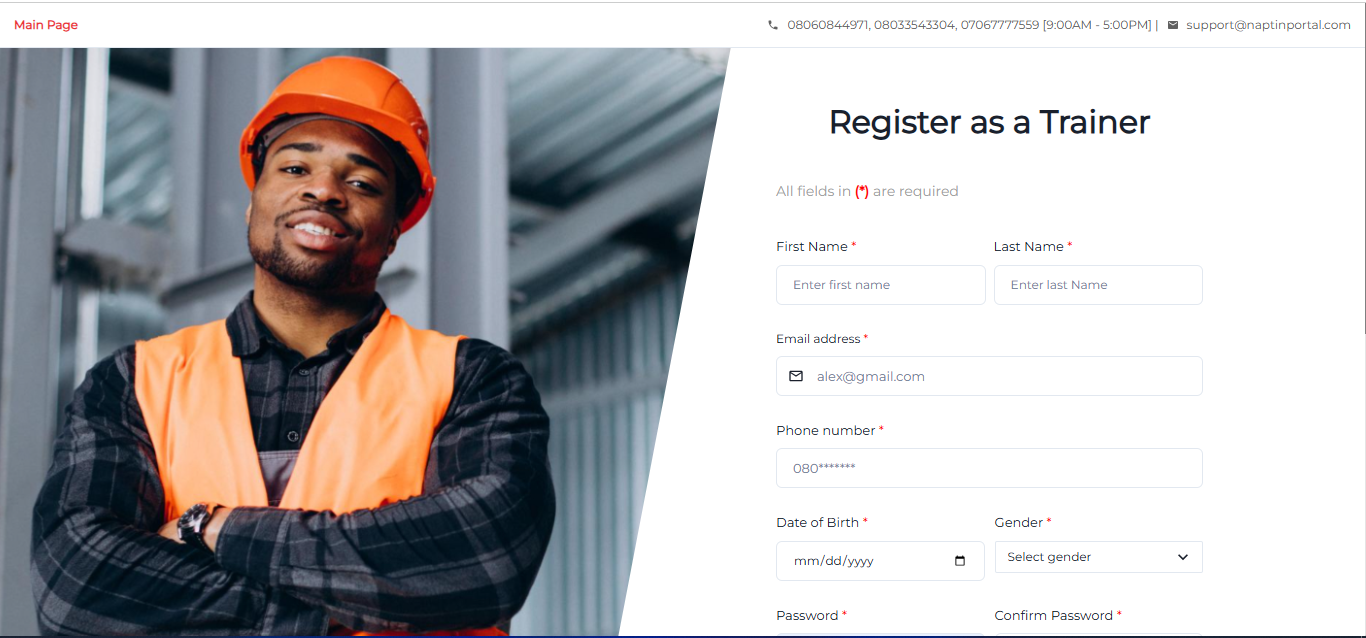 Main Page
08060844971, 08033543304, 07067777559 [9:00AM - 5:00PM] | support@naptinportal.com
Register as a Trainer
All fields in (*) are required
First Name * Last Name *
Enter first name Enter last Name
Email address *
alex@gmail.com
Phone number *
080*******
Date of Birth * Gender *
mm/dd/yyyy Select gender
Password * Confirm Password *